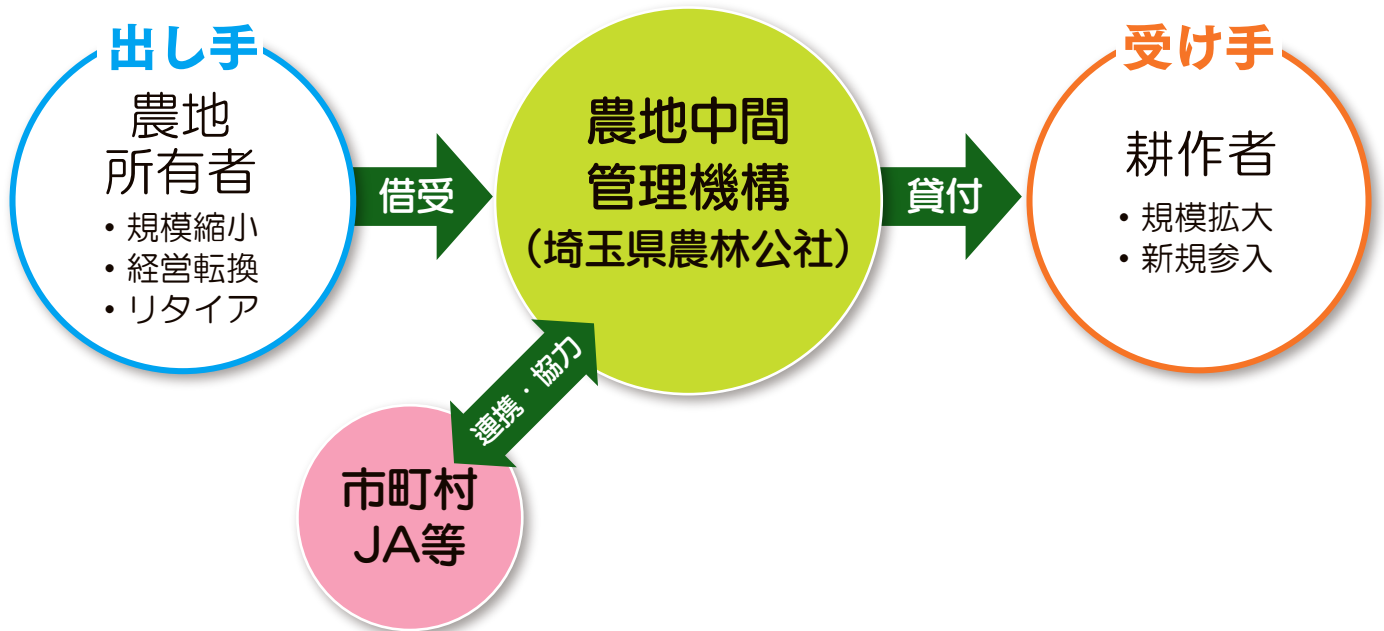 出し手
農地
所有者
・規模縮小
・経営転換
・リタイア
借受
農地中間
管理機構
（埼玉県農林公社）
貸付
受け手
耕作者
・規模拡大
・新規参入
連携・協力
市町村
JA等